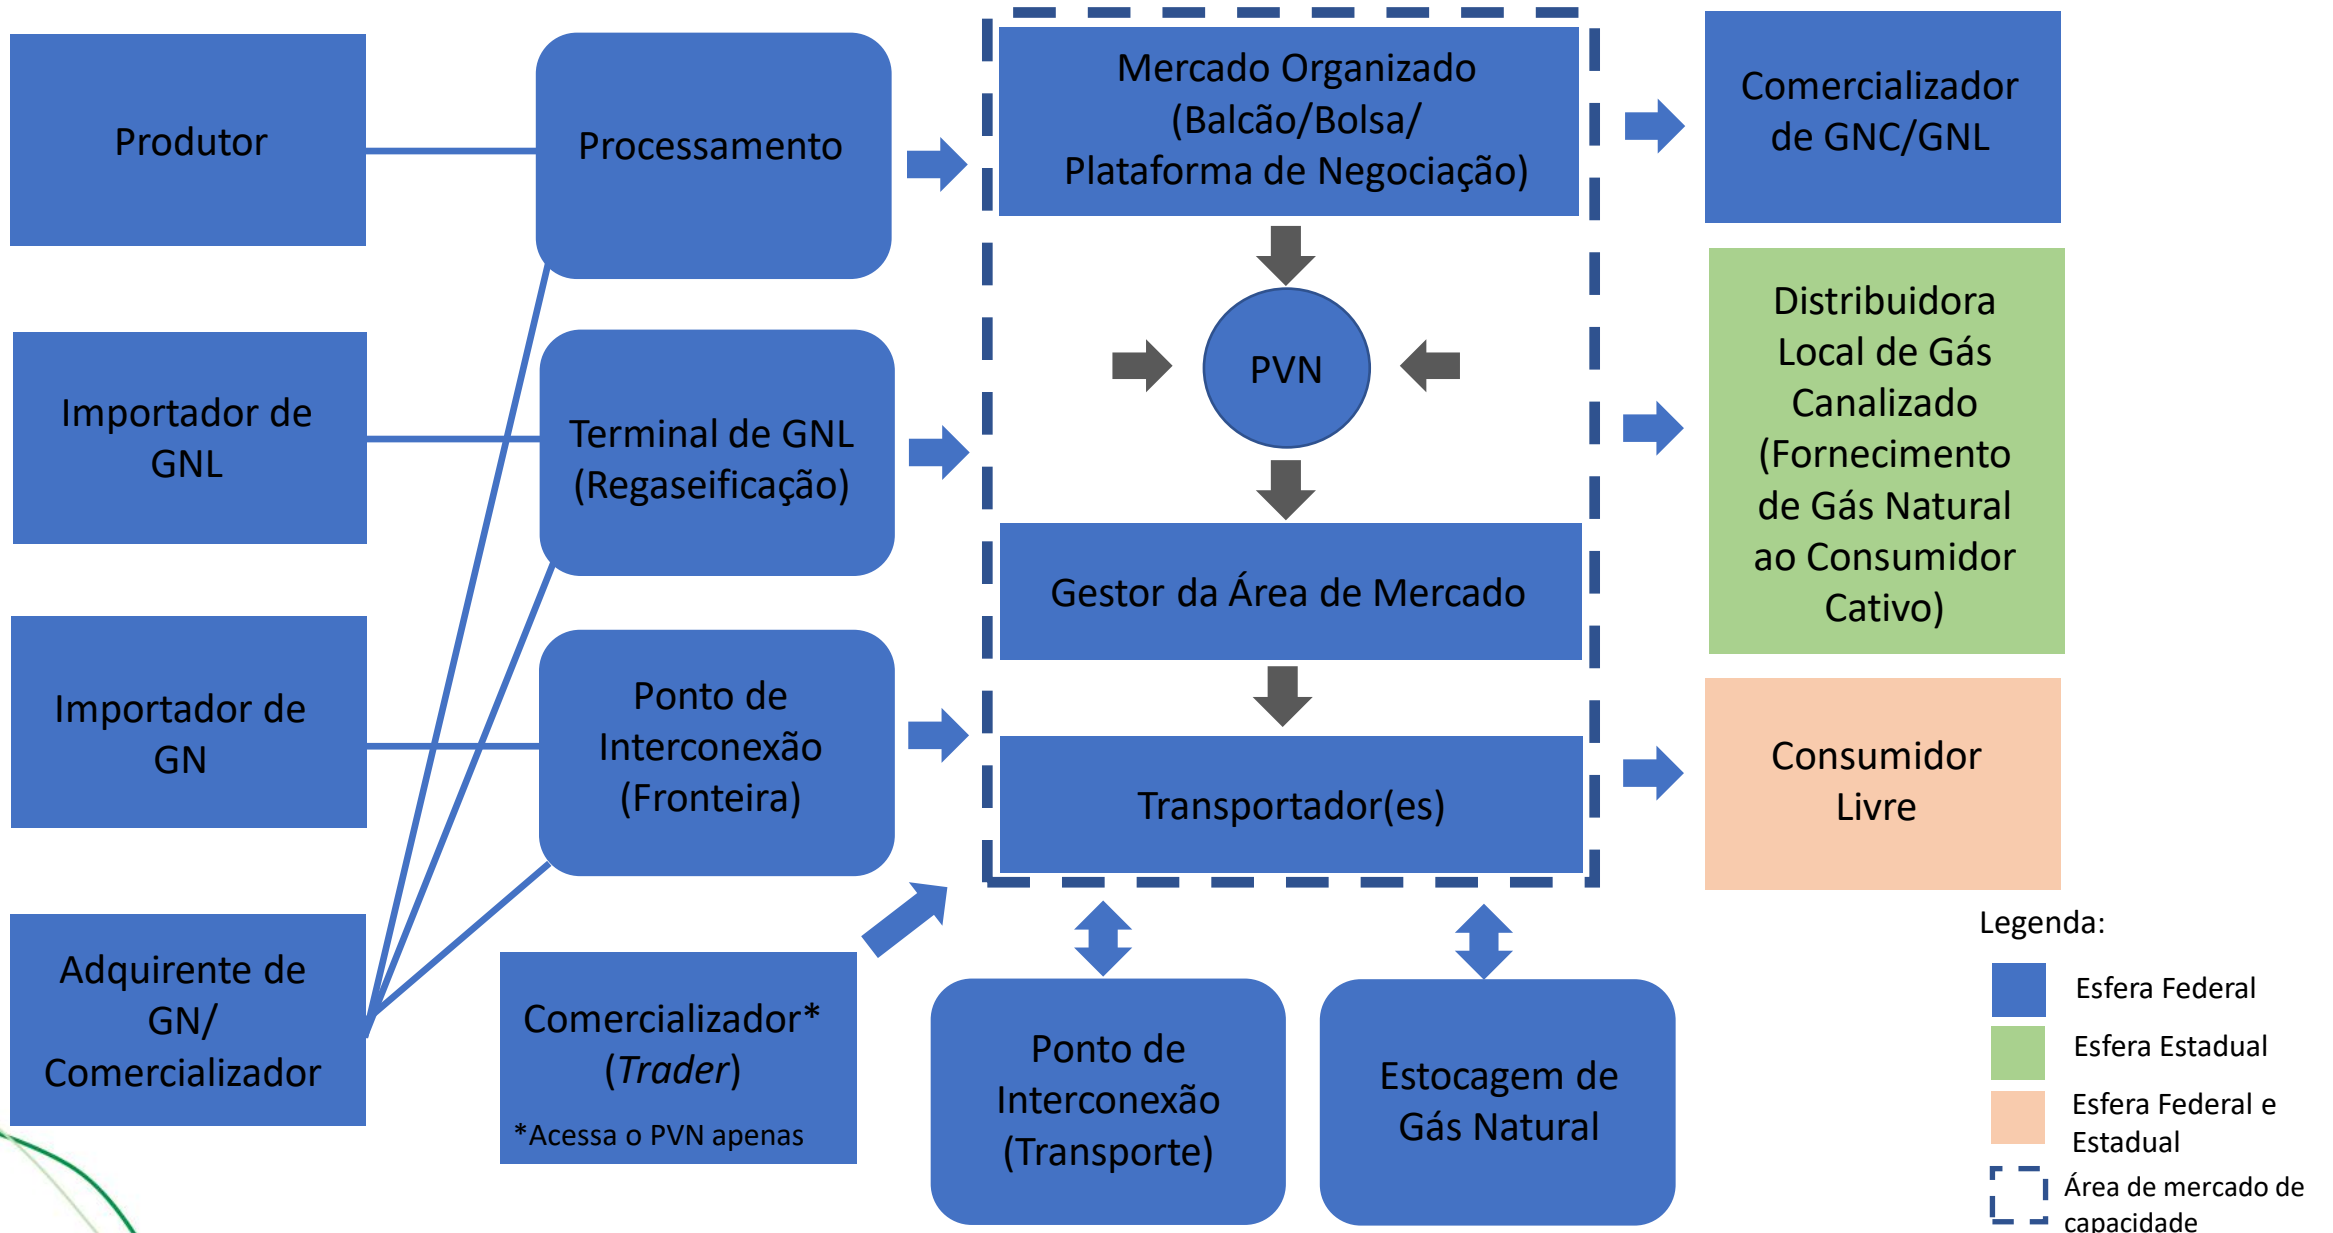 Produtor
Processamento
Mercado Organizado
(Balcão/Bolsa/
Plataforma de Negociação)
Comercializador
de GNC/GNL
Importador de
GNL
Terminal de GNL
(Regaseificação)
PVN
Distribuidora
Local de Gás
Canalizado
(Fornecimento
de Gás Natural
ao Consumidor
Cativo)
Importador de
GN
Ponto de
Interconexão
(Fronteira)
Gestor da Área de Mercado
Transportador(es)
Consumidor
Livre
Adquirente de
GN/
Comercializador
Comercializador*
(Trader)
*Acessa o PVN apenas
Ponto de
Interconexão
(Transporte)
Estocagem de
Gás Natural
Legenda:
Esfera Federal
Esfera Estadual
Esfera Federal e
Estadual
Área de mercado de
capacidade